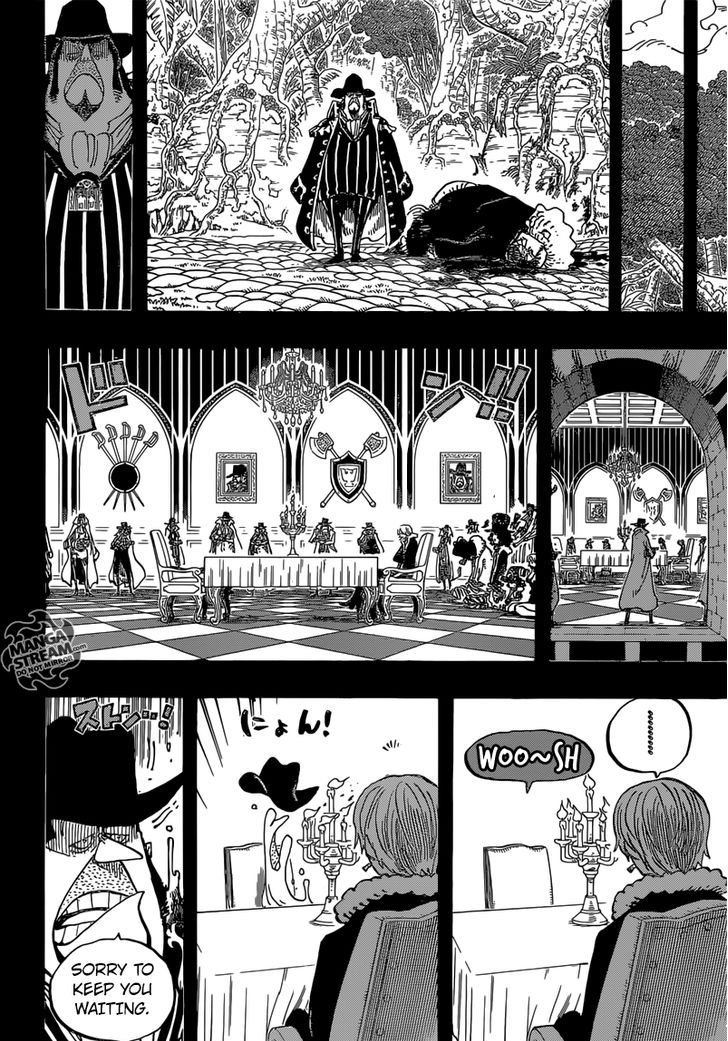 ドン!!
MANGA
STREAM.com
DO NOT MIRROR
..........
WOO~SH
にょん!
ストン…!
SORRY TO
KEEP YOU
WAITING.